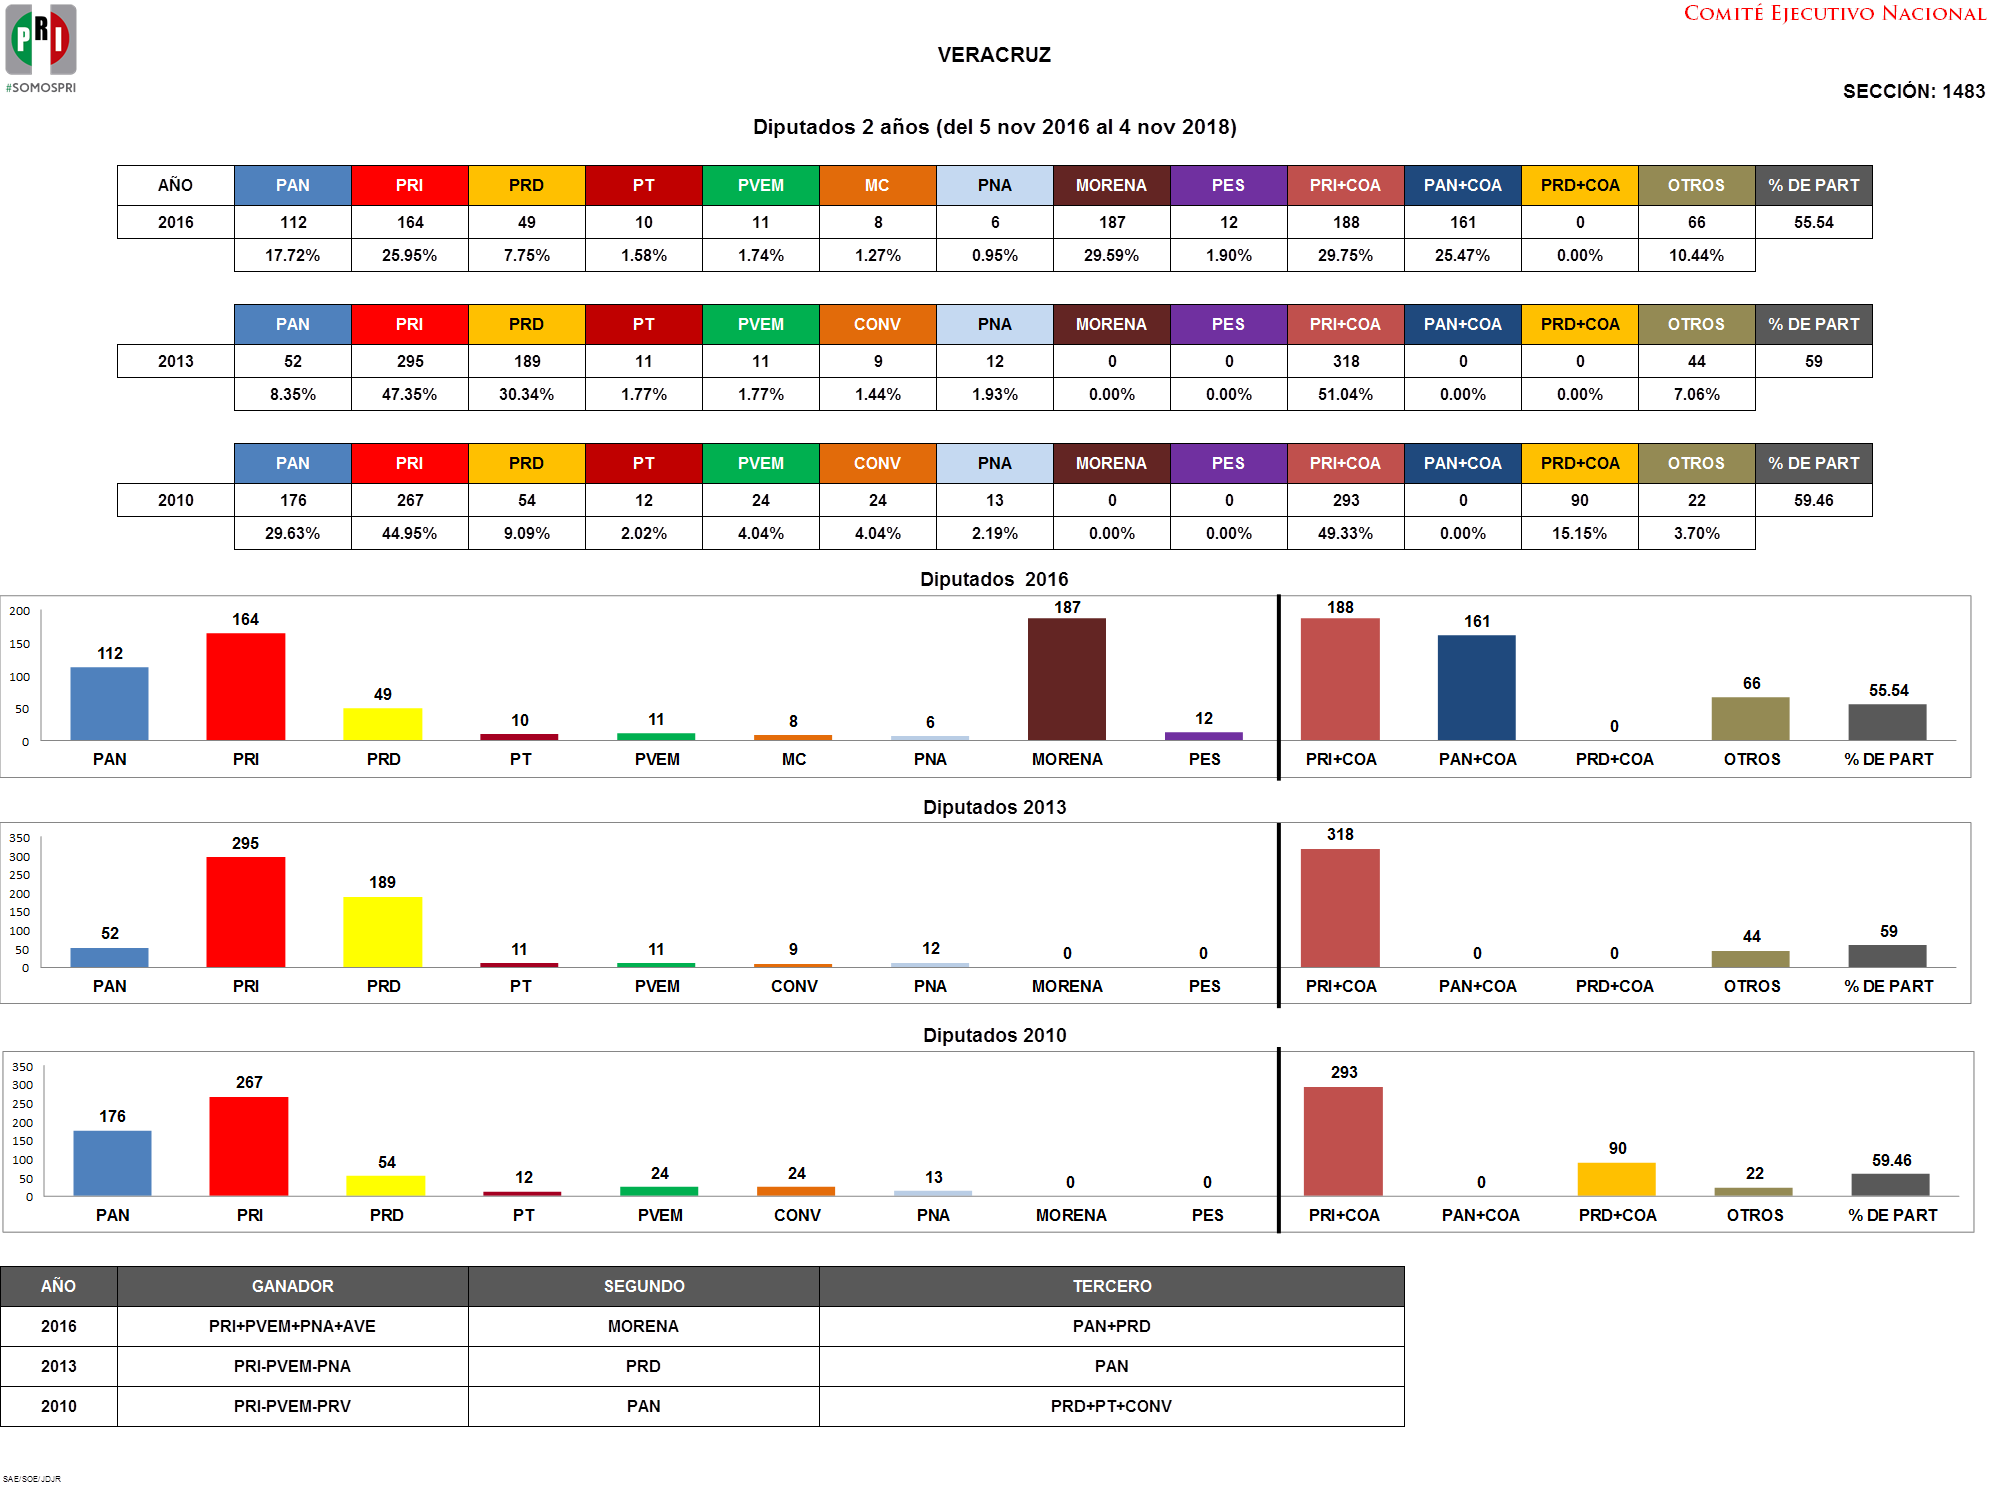 PRI
#SOMOSPRI
COMITÉ EJECUTIVO NACIONAL
VERACRUZ
SECCIÓN: 1483
Diputados 2 años (del 5 nov 2016 al 4 nov 2018)
AÑO PAN PRI PRD PT PVEM MC PNA MORENA PES PRI+COA PAN+COA PRD+COA OTROS % DE PART
2016 112 164 49 10 11 8 6 187 12 188 161 0 66 55.54
17.72% 25.95% 7.75% 1.58% 1.74% 1.27% 0.95% 29.59% 1.90% 29.75% 25.47% 0.00% 10.44%
PAN PRI PRD PT PVEM CONV PNA MORENA PES PRI+COA PAN+COA PRD+COA OTROS % DE PART
2013 52 295 189 11 11 9 12 0 0 318 0 0 44 59
8.35% 47.35% 30.34% 1.77% 1.77% 1.44% 1.93% 0.00% 0.00% 51.04% 0.00% 0.00% 7.06%
PAN PRI PRD PT PVEM CONV PNA MORENA PES PRI+COA PAN+COA PRD+COA OTROS % DE PART
2010 176 267 54 12 24 24 13 0 0 293 0 90 22 59.46
29.63% 44.95% 9.09% 2.02% 4.04% 4.04% 2.19% 0.00% 0.00% 49.33% 0.00% 15.15% 3.70%
Diputados 2016
200
150
100
50
0
112 164 49 10 11 8 6 187 12 188 161 0 66 55.54
PAN PRI PRD PT PVEM MC PNA MORENA PES PRI+COA PAN+COA PRD+COA OTROS % DE PART
Diputados 2013
350
300
250
200
150
100
50
0
52 295 189 11 11 9 12 0 0 318 0 0 44 59
PAN PRI PRD PT PVEM CONV PNA MORENA PES PRI+COA PAN+COA PRD+COA OTROS % DE PART
Diputados 2010
350
300
250
200
150
100
50
0
176 267 54 12 24 24 13 0 0 293 0 90 22 59.46
PAN PRI PRD PT PVEM CONV PNA MORENA PES PRI+COA PAN+COA PRD+COA OTROS % DE PART
AÑO GANADOR SEGUNDO TERCERO
2016 PRI+PVEM+PNA+AVE MORENA PAN+PRD
2013 PRI-PVEM-PNA PRD PAN
2010 PRI-PVEM-PRV PAN PRD+PT+CONV
SAE/SOE/JDJR